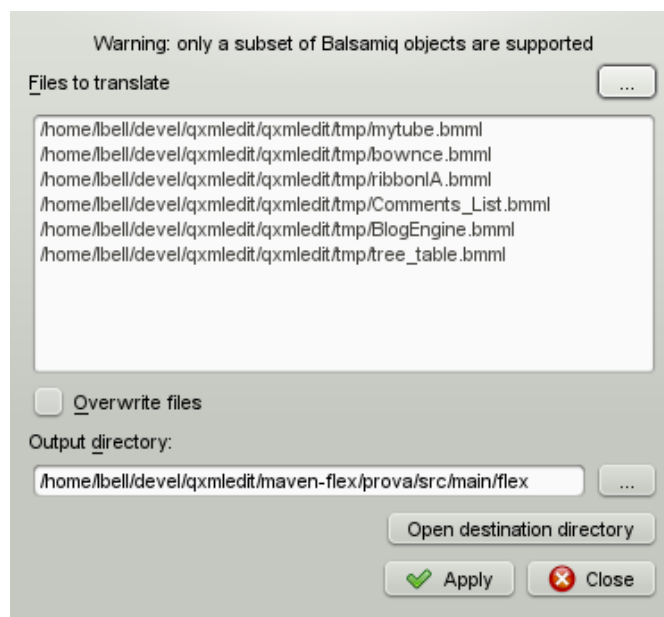 Warning: only a subset of Balsamiq objects are supported
Files to translate
...
/home/lbell/devel/qxmledit/qxmledit/tmp/mytube.bmml
/home/lbell/devel/qxmledit/qxmledit/tmp/bownce.bmml
/home/lbell/devel/qxmledit/qxmledit/tmp/ribbonIA.bmml
/home/lbell/devel/qxmledit/qxmledit/tmp/Comments_List.bmml
/home/lbell/devel/qxmledit/qxmledit/tmp/BlogEngine.bmml
/home/lbell/devel/qxmledit/qxmledit/tmp/tree_table.bmml
Overwrite files
Output directory:
/home/lbell/devel/qxmledit/maven-flex/prova/src/main/flex
...
Open destination directory
Apply
Close